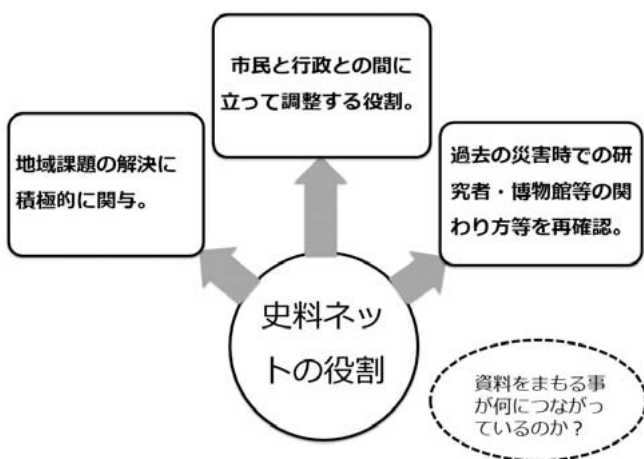 市民と行政との間に
立って調整する役割。
地域課題の解決に
積極的に関与。
過去の災害時での研
究者・博物館等の関
わり方等を再確認。
史料ネッ
トの役割
資料をまもる事
が何につながっ
ているのか？